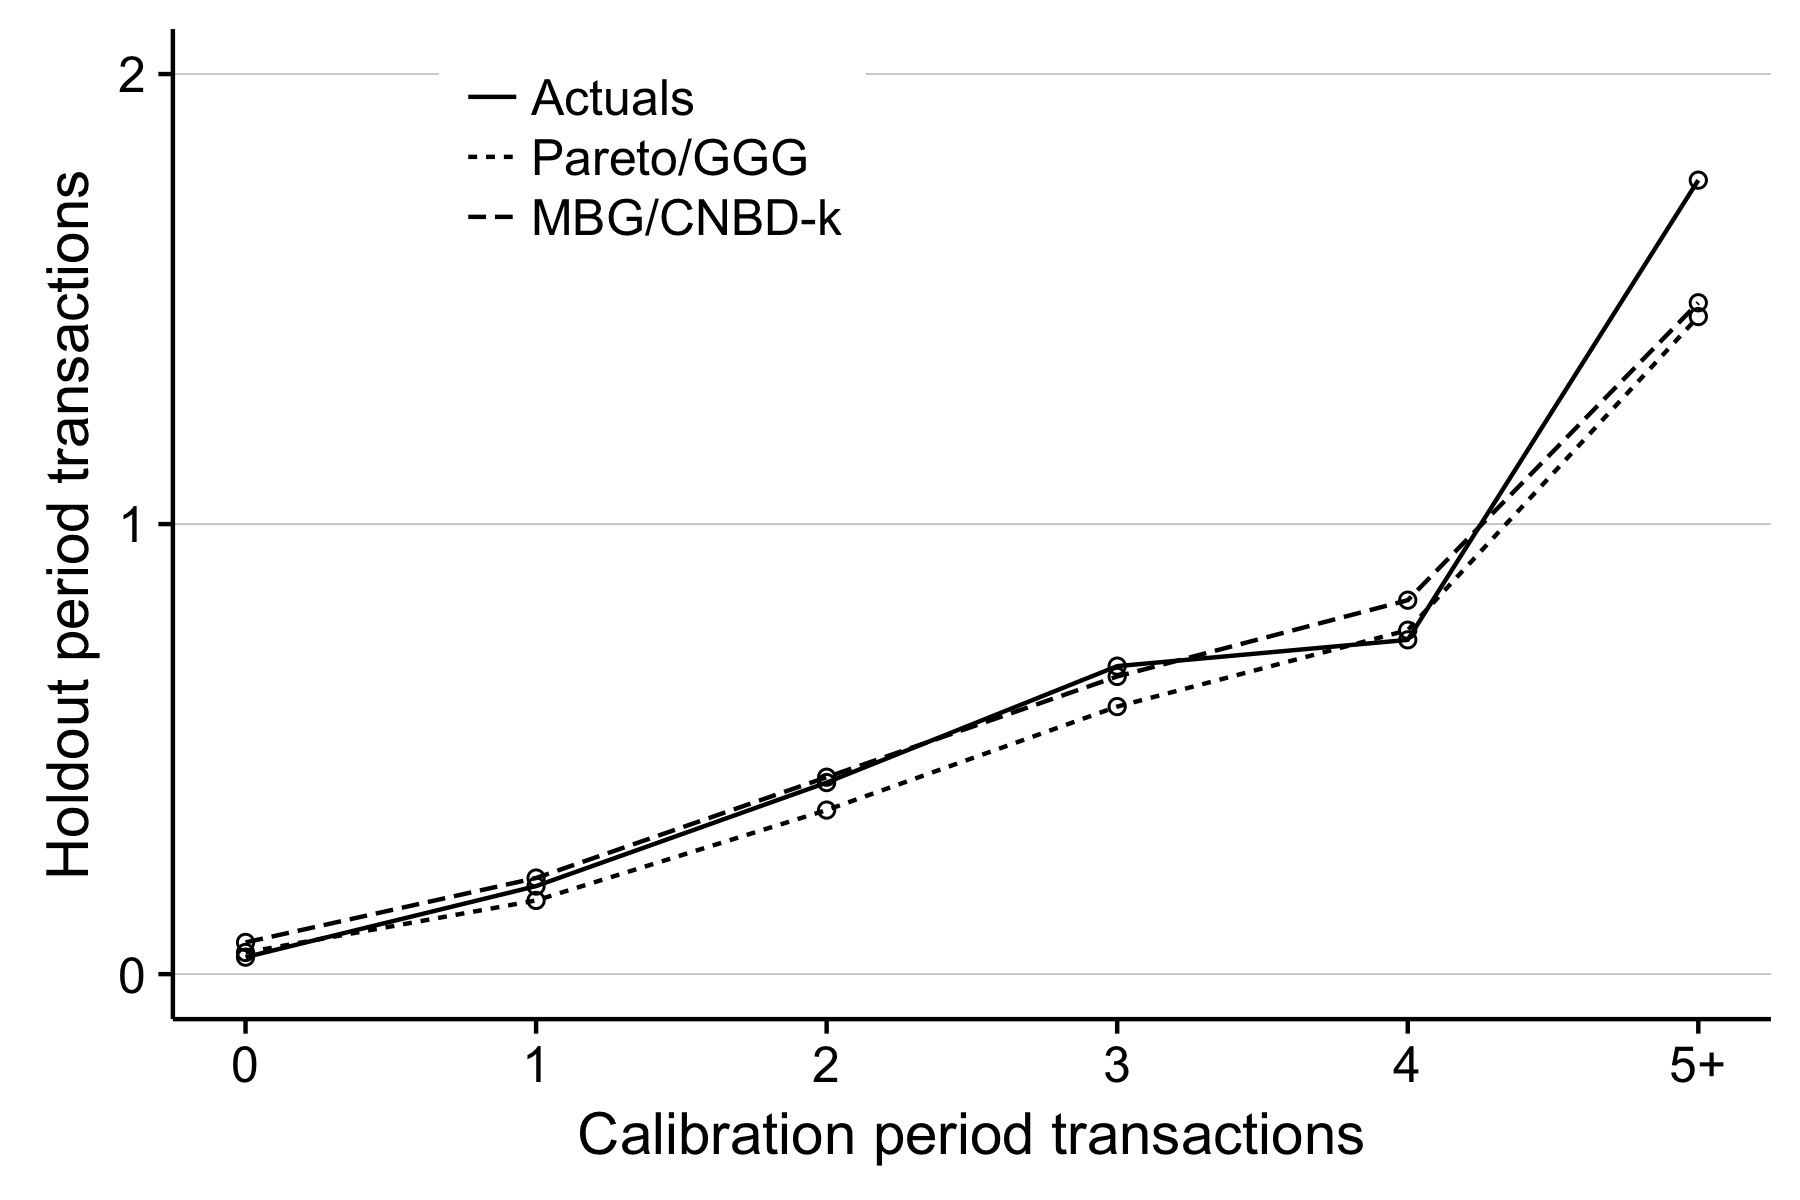 Holdout period transactions
2
1
0
Actuals
Pareto/GGG
MBG/CNBD-k
0 1 2 3 4 5+
Calibration period transactions